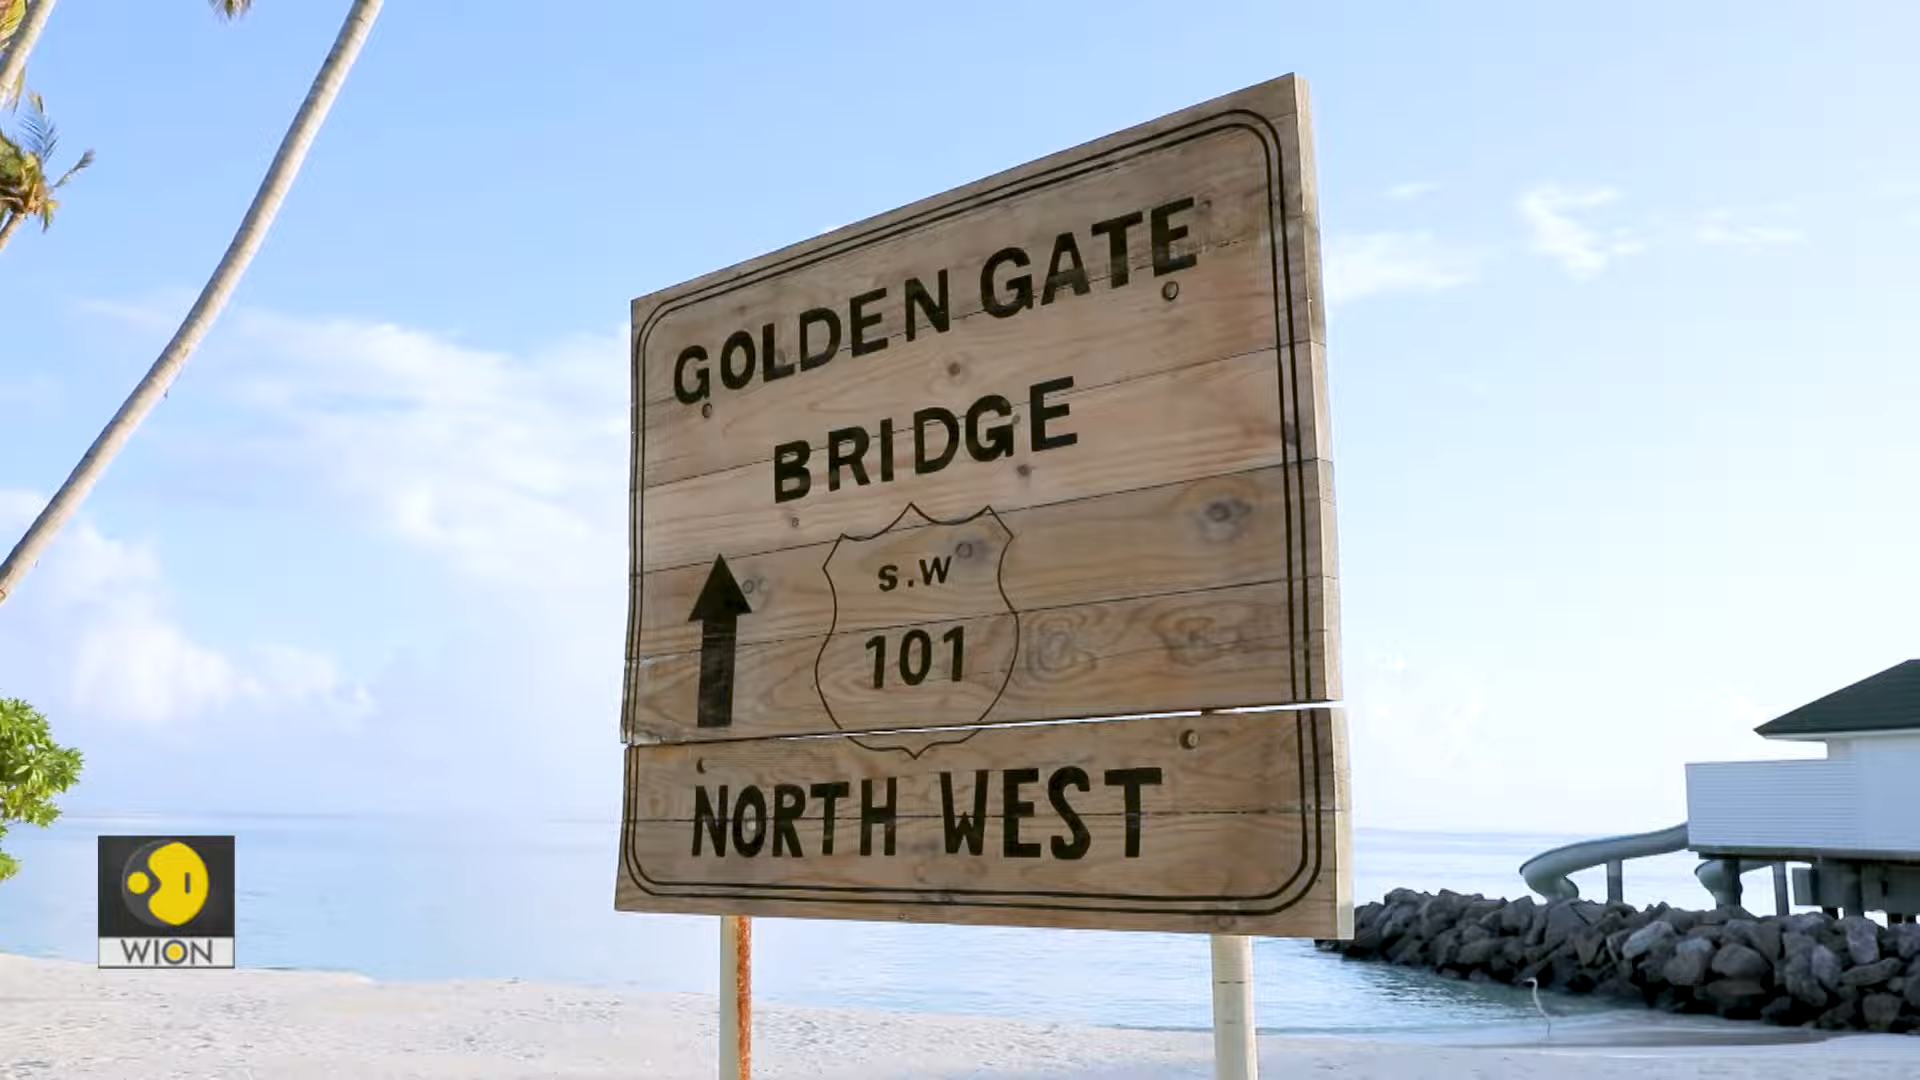 GOLDEN GATE
BRIDGE
S.W
101
NORTH WEST
WION